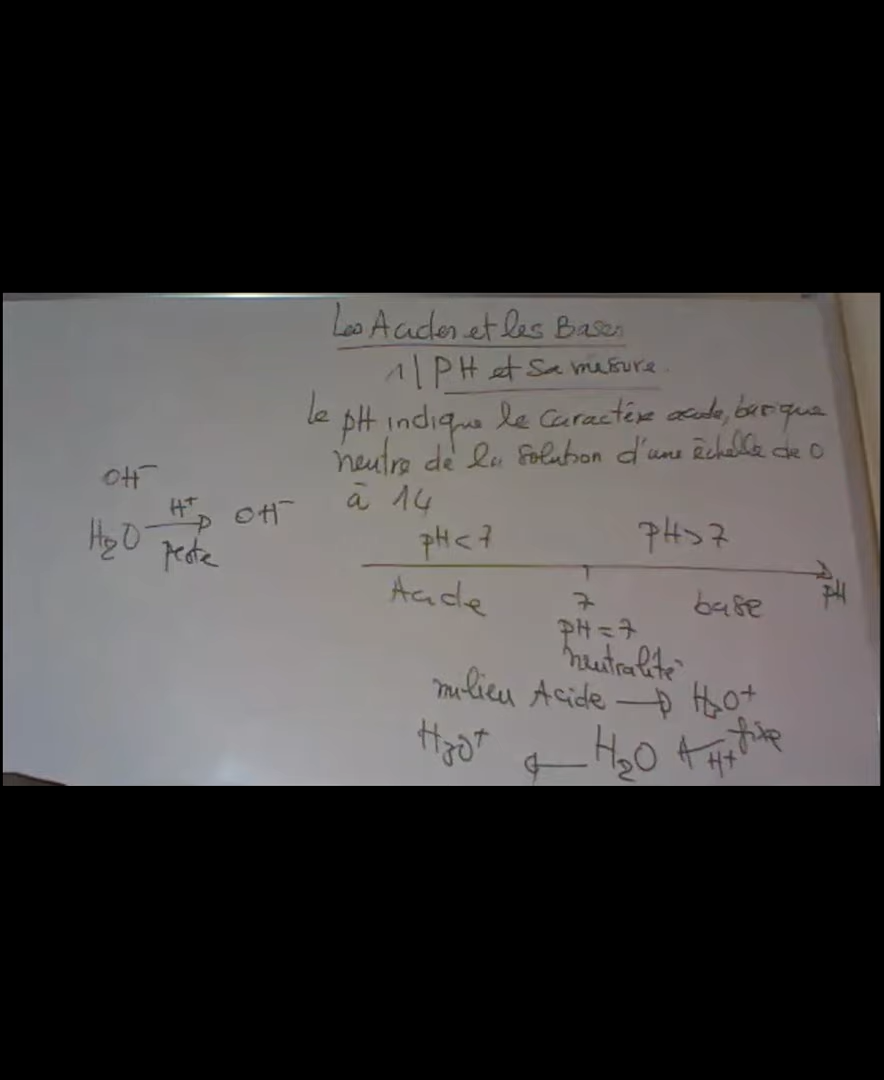 Les Acides et les Bases
1/ PH et sa mesure.
le pH indique le caractère acide, basique
neutre de la solution d'une échelle de 0
à 14
pH<7 pH>7
pH
Acide 7 base
pH=7
neutralité
milieu Acide → H3O+
H3O+ ← H2O ← H+ fixe
OH-
H2O H+ → OH-
perte